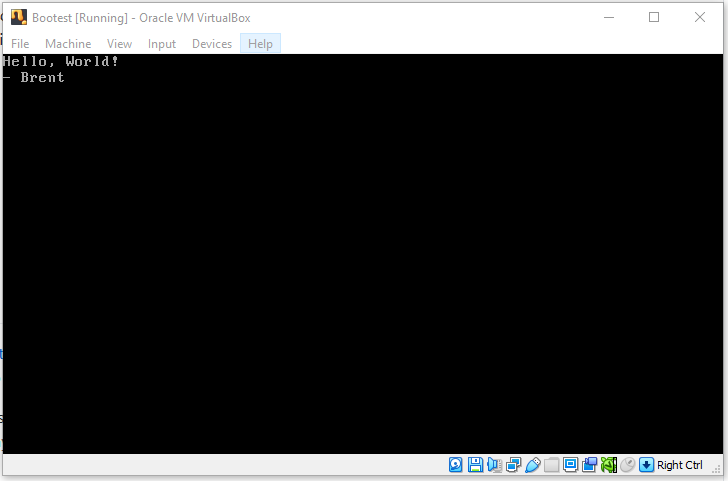 Bootest [Running] - Oracle VM VirtualBox
File Machine View Input Devices Help
Hello, World!
- Brent
Right Ctrl